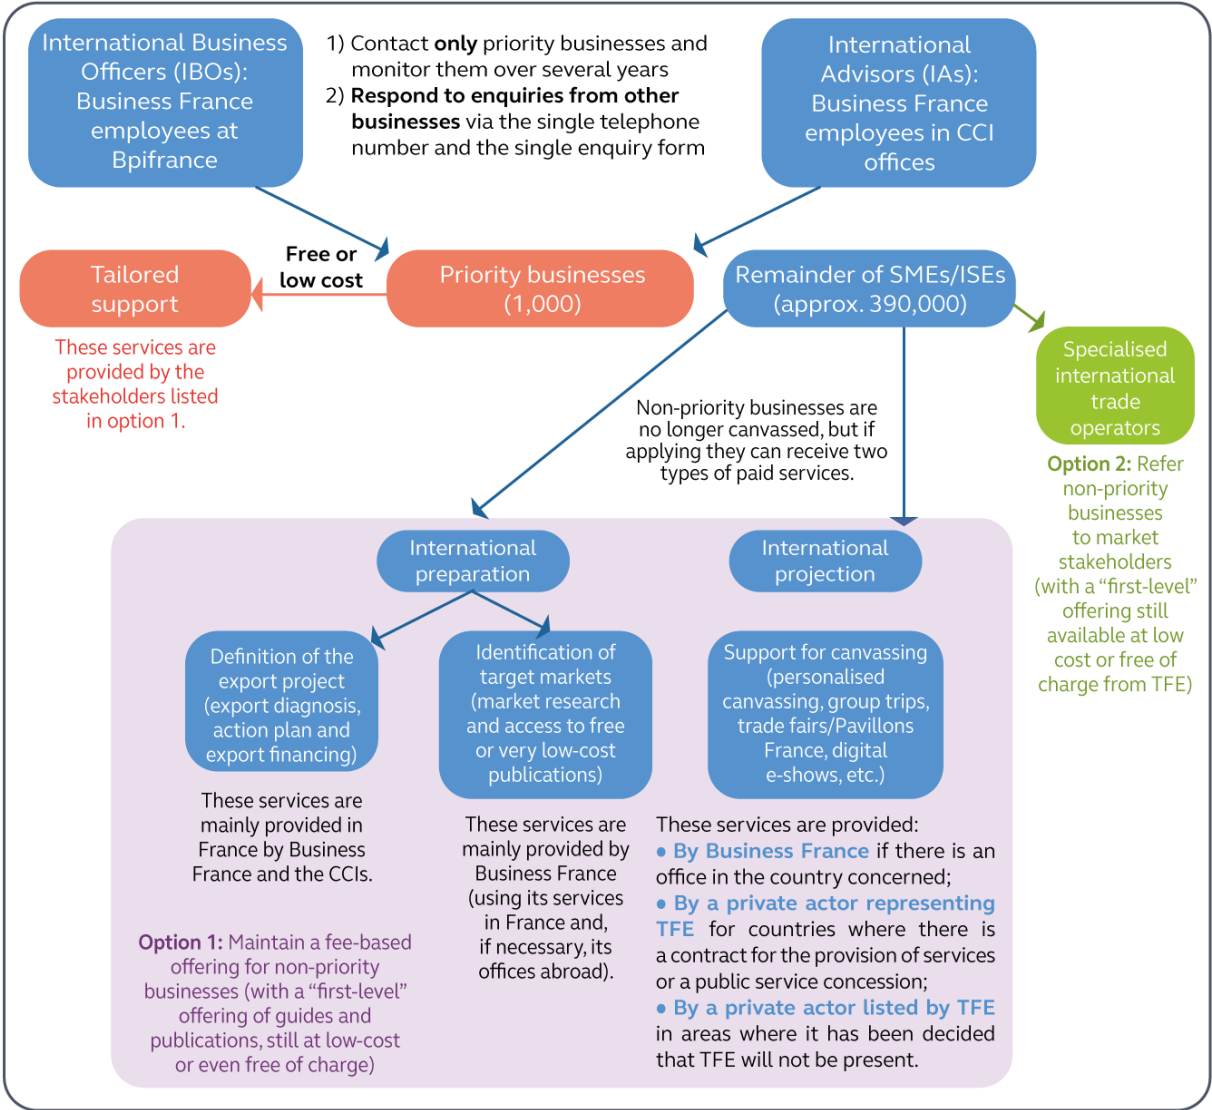 International Business
Officers (IBOs):
Business France
employees at
Bpifrance
1) Contact only priority businesses and
monitor them over several years
2) Respond to enquiries from other
businesses via the single telephone
number and the single enquiry form
International
Advisors (IAs):
Business France
employees in CCI
offices
Tailored
support
Free or
low cost
Priority businesses
(1,000)
Remainder of SMEs/ISEs
(approx. 390,000)
These services are
provided by the
stakeholders listed
in option 1.
Specialised
international
trade
operators
Non-priority businesses are
no longer canvassed, but if
applying they can receive two
types of paid services.
Option 2: Refer
non-priority
businesses
to market
stakeholders
(with a “first-level”
offering still
available at low
cost or free of
charge from TFE)
International
preparation
International
projection
Definition of the
export project
(export diagnosis,
action plan and
export financing)
Identification of
target markets
(market research
and access to free
or very low-cost
publications)
Support for canvassing
(personalised
canvassing, group trips,
trade fairs/Pavillons
France, digital
e-shows, etc.)
These services are
mainly provided in
France by Business
France and the CCIs.
These services are
mainly provided by
Business France
(using its services
in France and,
if necessary, its
offices abroad).
These services are provided:
• By Business France if there is an
office in the country concerned;
• By a private actor representing
TFE for countries where there is
a contract for the provision of services
or a public service concession;
• By a private actor listed by TFE
in areas where it has been decided
that TFE will not be present.
Option 1: Maintain a fee-based
offering for non-priority
businesses (with a “first-level”
offering of guides and
publications, still at low-cost
or even free of charge)